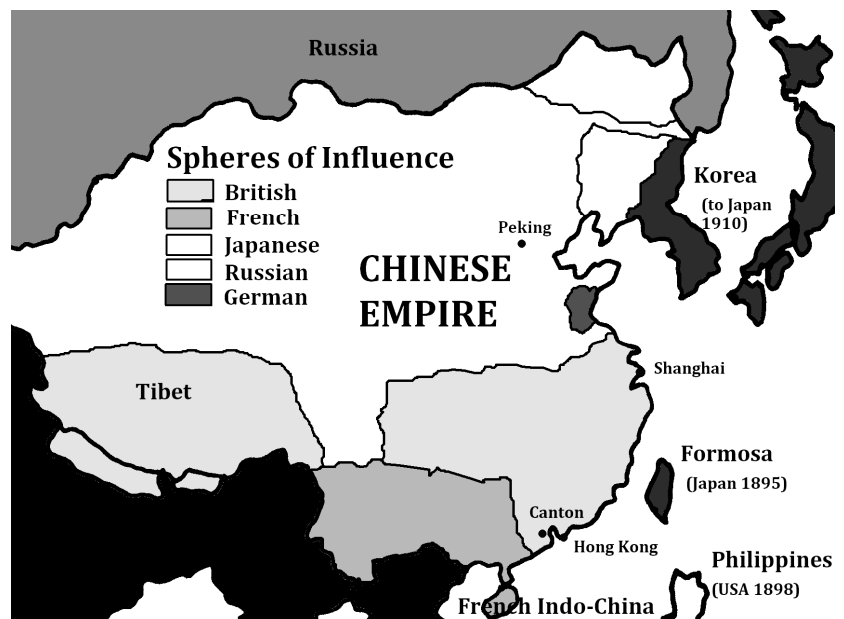 Russia
Spheres of Influence
British
French
Japanese
Russian
German
Korea
(to Japan
1910)
Peking
CHINESE
EMPIRE
Shanghai
Tibet
Formosa
(Japan 1895)
Canton
Hong Kong
Philippines
(USA 1898)
French Indo-China